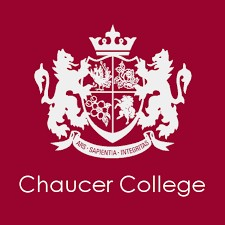 ARS - SAPIENTIA - INTEGRITAS
Chaucer College